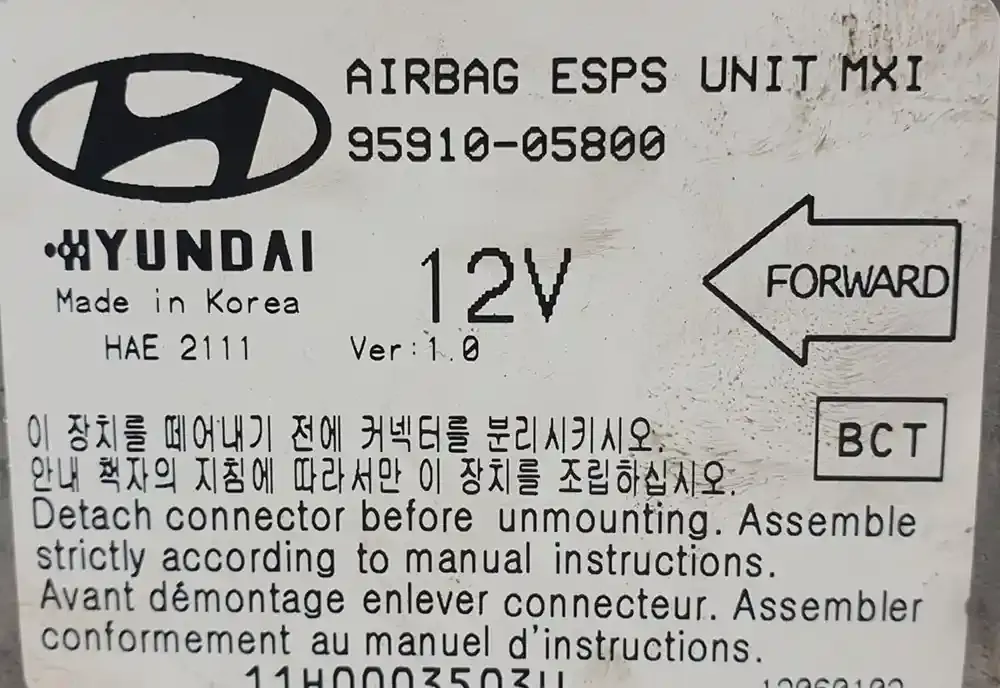 AIRBAG ESPS UNIT MXI
95910-05800
HYUNDAI
Made in Korea
HAE 2111
12V
Ver:1.0
FORWARD
이 장치를 떼어내기 전에 커넥터를 분리시키시오.
안내 책자의 지침에 따라서만 이 장치를 조립하십시오.
BCT
Detach connector before unmounting. Assemble
strictly according to manual instructions.
Avant démontage enlever connecteur. Assembler
conformement au manuel d'instructions.